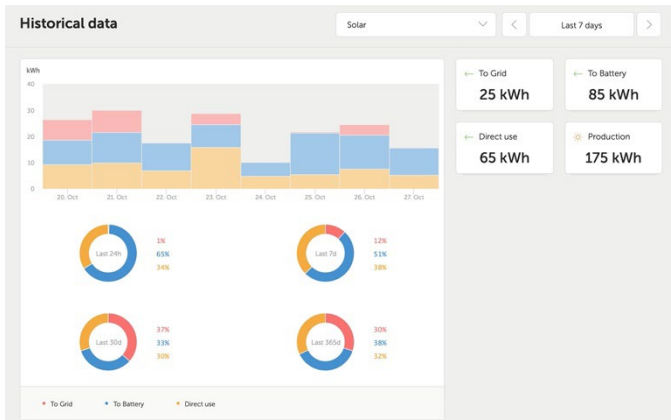 Historical data
Solar
Last 7 days
kWh
40
30
20
10
0
20. Oct
21. Oct
22. Oct
23. Oct
24. Oct
25. Oct
26. Oct
27. Oct
To Grid
25 kWh
To Battery
85 kWh
Direct use
65 kWh
Production
175 kWh
Last 24h
1%
65%
34%
Last 7d
12%
51%
38%
Last 30d
37%
33%
30%
Last 365d
30%
38%
32%
To Grid
To Battery
Direct use